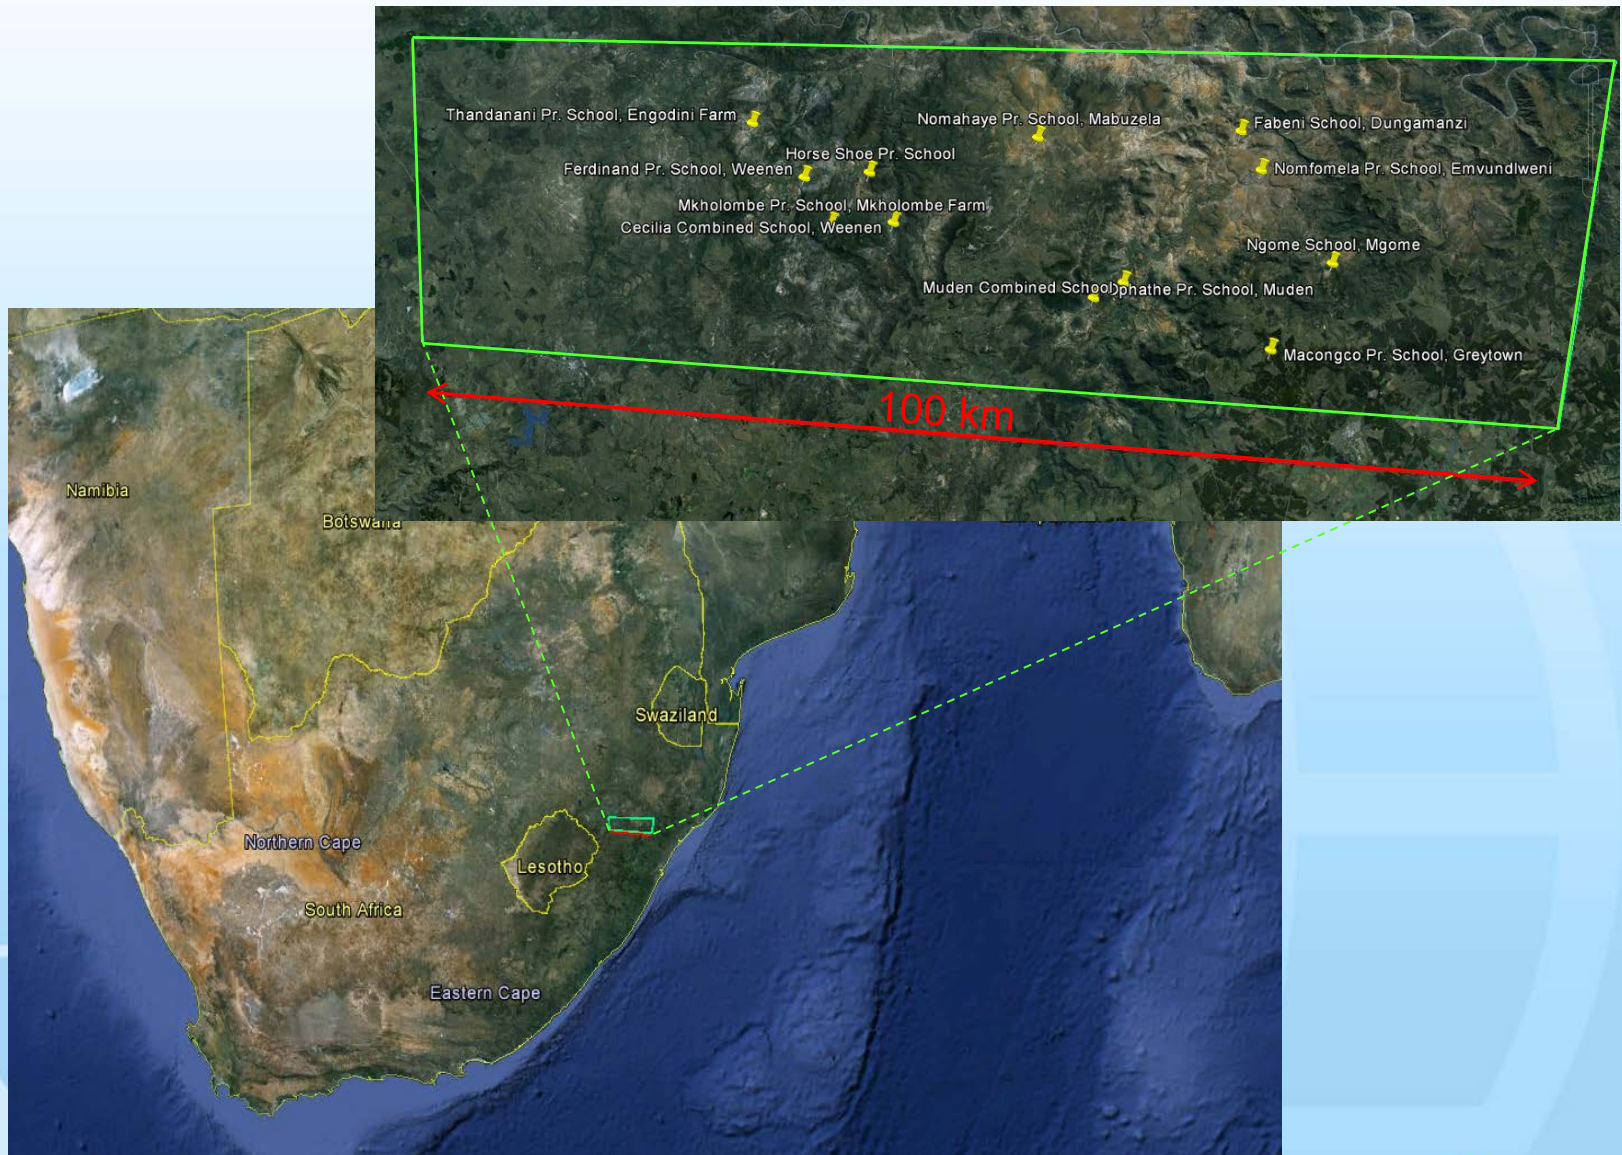 Thandanani Pr. School, Engodini Farm
Nomahaye Pr. School, Mabuzela
Fabeni School, Dungamanzi
Horse Shoe Pr. School
Ferdinand Pr. School, Weenen
Nomfomela Pr. School, Emvundlweni
Mkholombe Pr. School, Mkholombe Farm
Cecilia Combined School, Weenen
Ngome School, Mgome
Muden Combined School
Pr. School, Muden
Macongco Pr. School, Greytown
100 km
Namibia
Botswana
Swaziland
Northern Cape
Lesotho
South Africa
Eastern Cape